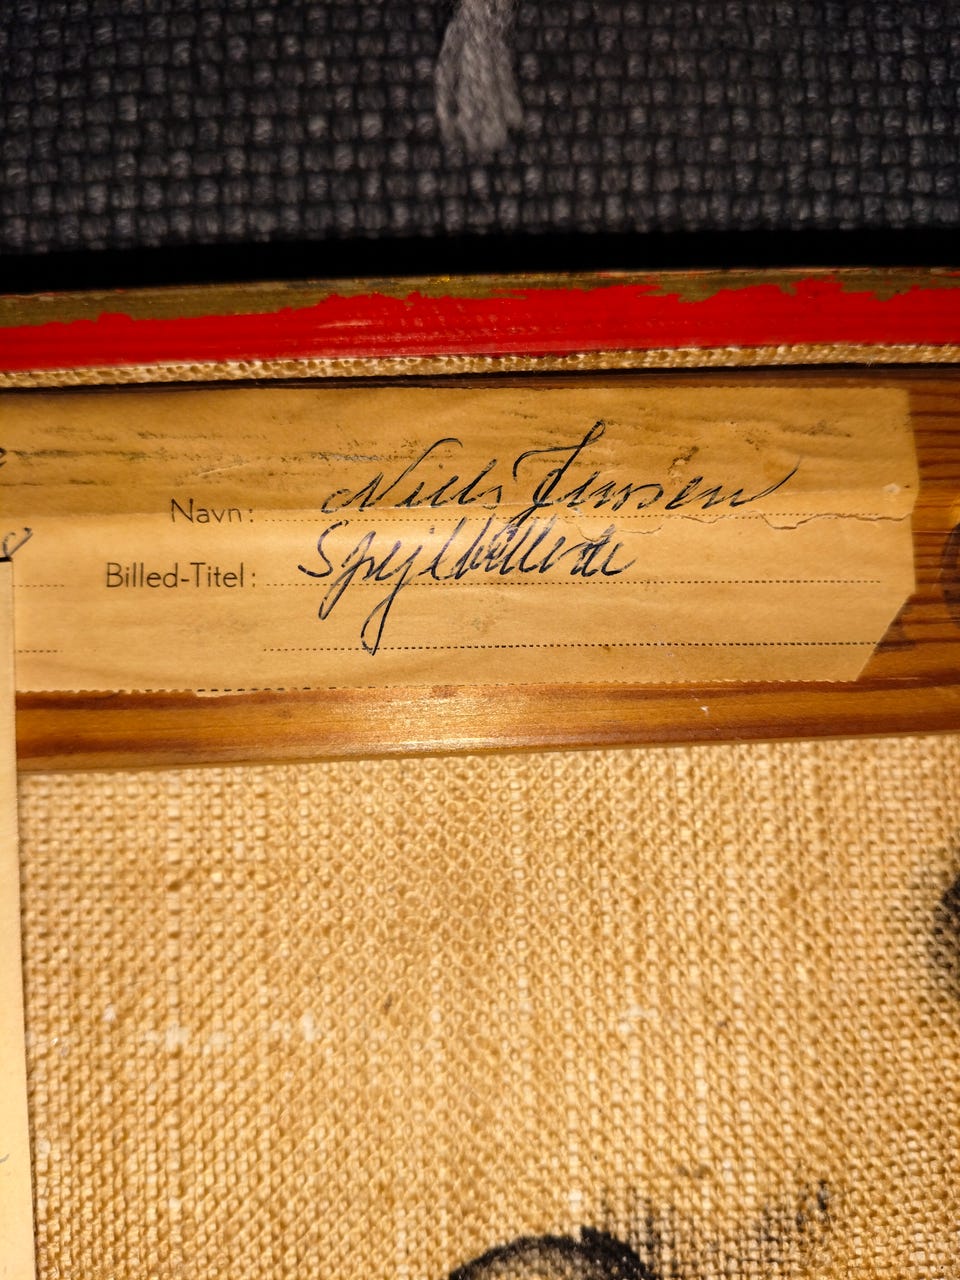 Navn: Niels Jensen
Billed-Titel: Spejlbillede